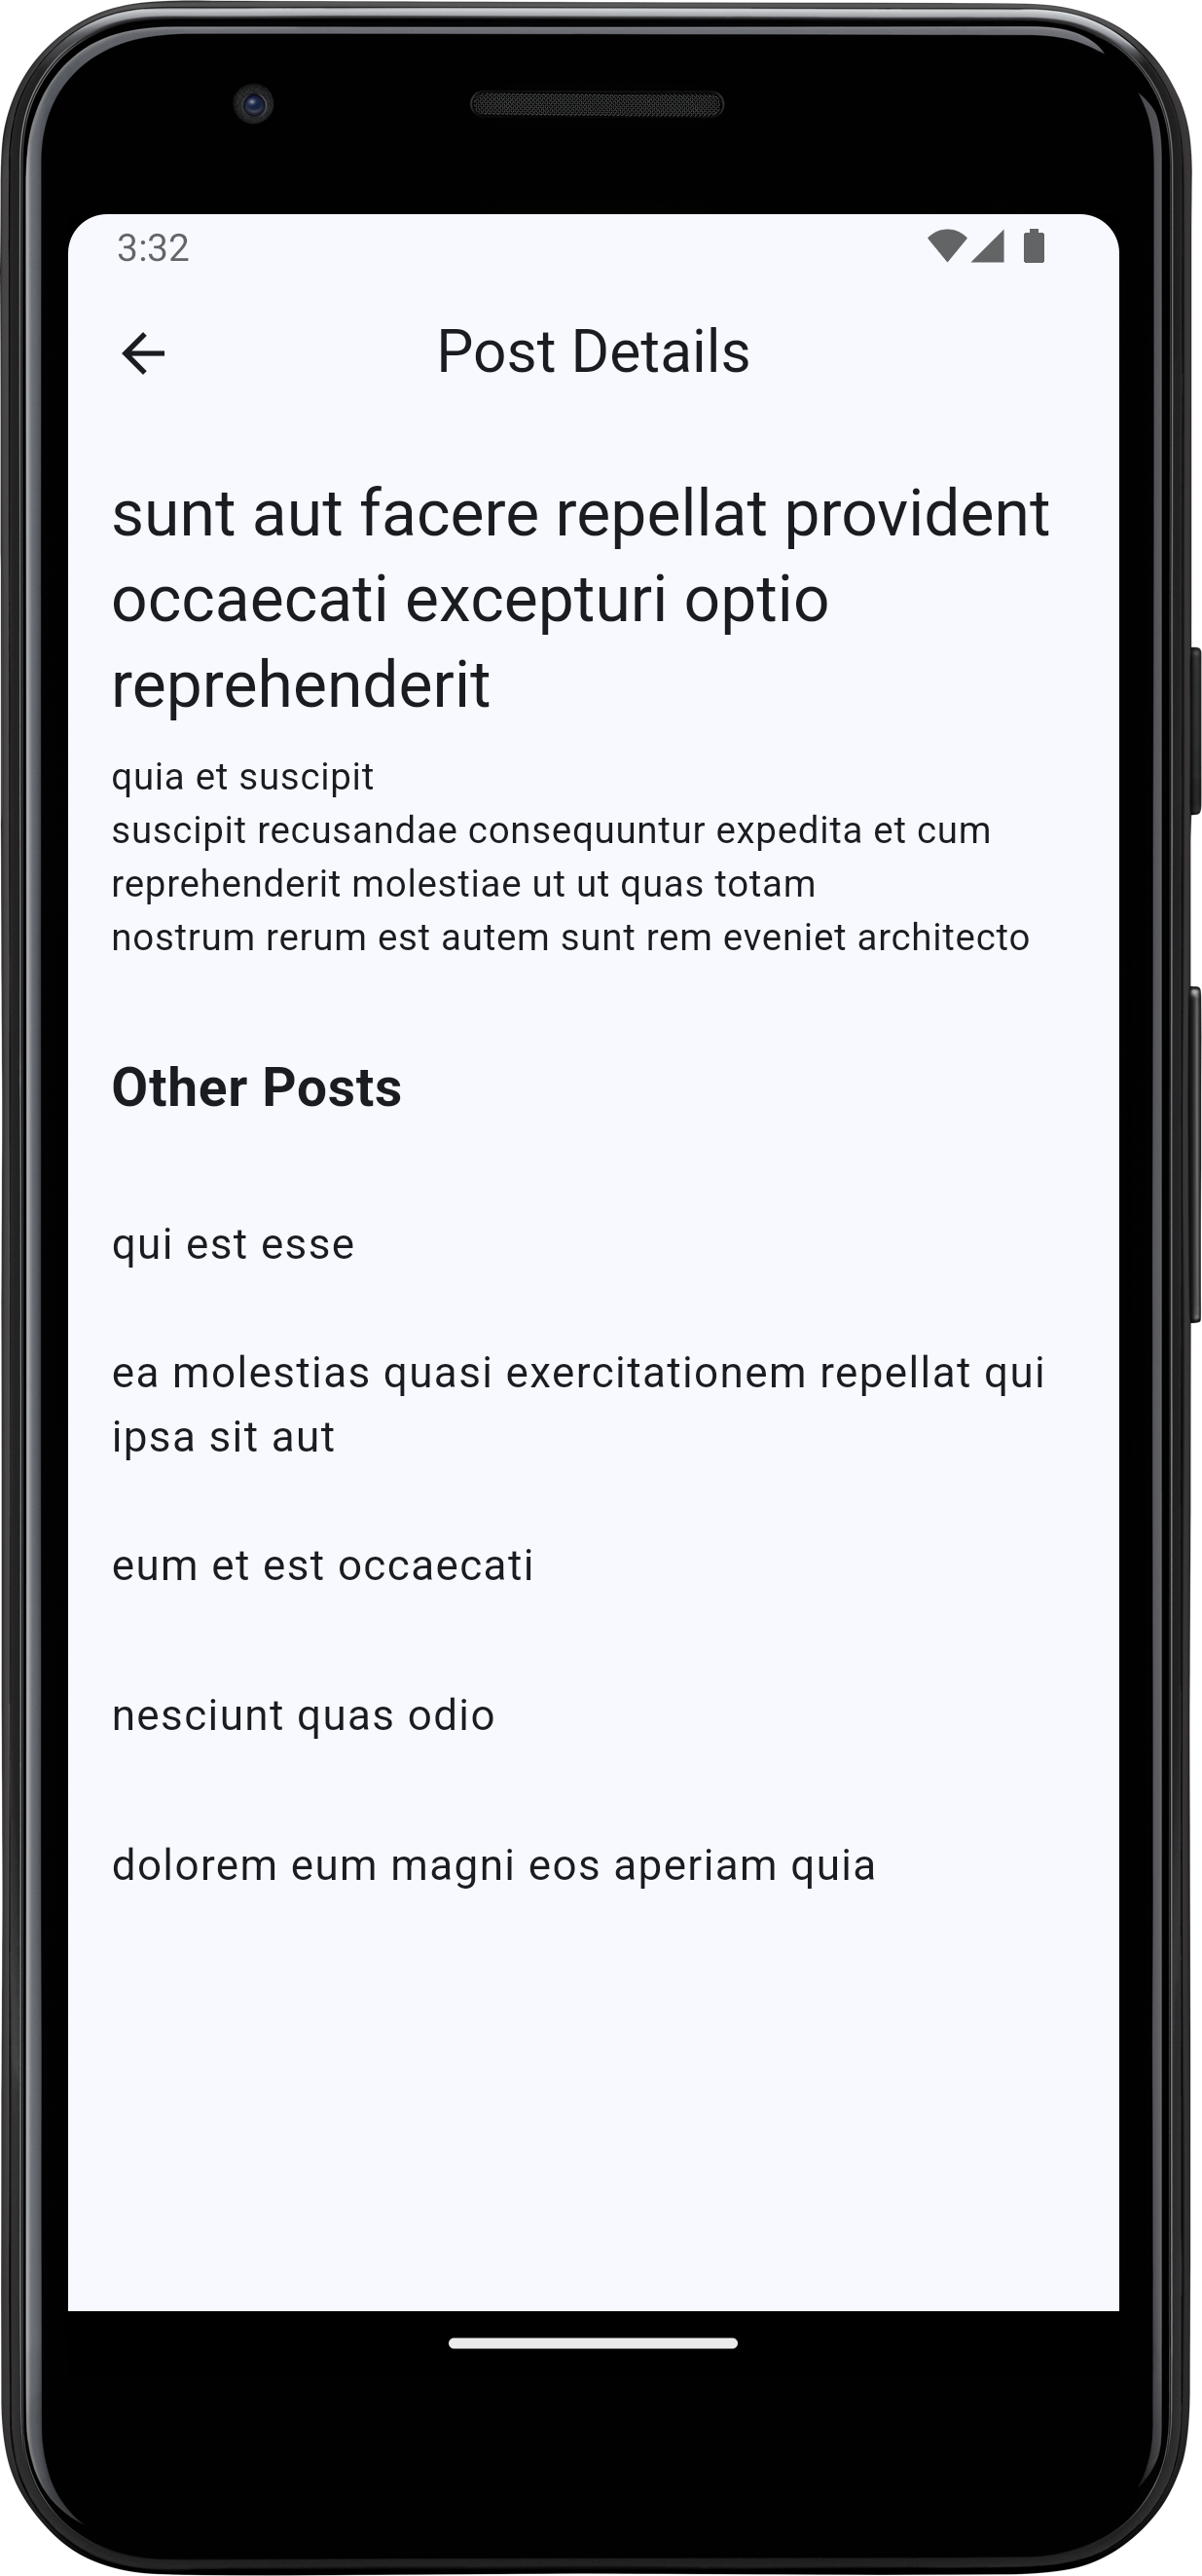 3:32
Post Details
sunt aut facere repellat provident
occaecati excepturi optio
reprehenderit
quia et suscipit
suscipit recusandae consequuntur expedita et cum
reprehenderit molestiae ut ut quas totam
nostrum rerum est autem sunt rem eveniet architecto
Other Posts
qui est esse
ea molestias quasi exercitationem repellat qui
ipsa sit aut
eum et est occaecati
nesciunt quas odio
dolorem eum magni eos aperiam quia